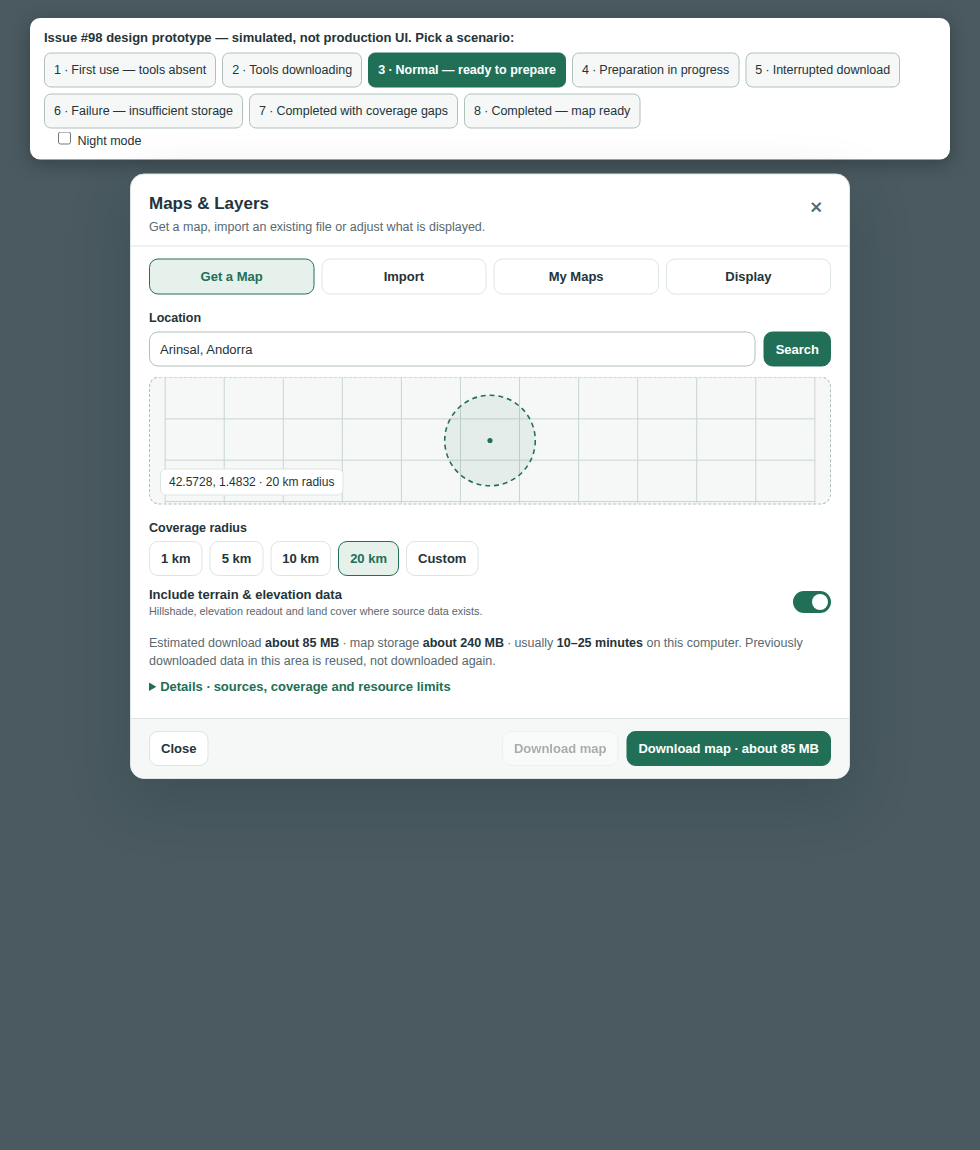 Issue #98 design prototype — simulated, not production UI. Pick a scenario:
1 · First use — tools absent
2 · Tools downloading
3 · Normal — ready to prepare
4 · Preparation in progress
5 · Interrupted download
6 · Failure — insufficient storage
7 · Completed with coverage gaps
8 · Completed — map ready
Night mode
Maps & Layers
✕
Get a map, import an existing file or adjust what is displayed.
Get a Map
Import
My Maps
Display
Location
Arinsal, Andorra
Search
42.5728, 1.4832 · 20 km radius
Coverage radius
1 km
5 km
10 km
20 km
Custom
Include terrain & elevation data
Hillshade, elevation readout and land cover where source data exists.
Estimated download about 85 MB · map storage about 240 MB · usually 10–25 minutes on this computer. Previously
downloaded data in this area is reused, not downloaded again.
Details · sources, coverage and resource limits
Close
Download map
Download map · about 85 MB